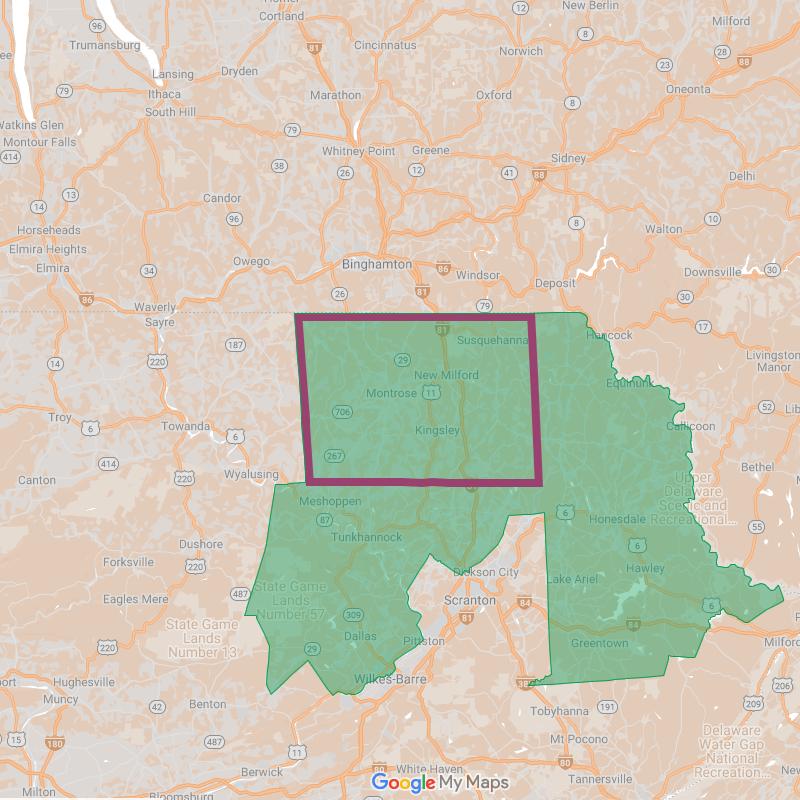 Homer
Cortland
12
New Berlin
96
Trumansburg
81
Cincinnatus
8
Milford
Norwich
28
88
Lansing
Dryden
23
79
Ithaca
Marathon
Oxford
Oneonta
South Hill
8
Watkins Glen
79
Montour Falls
Whitney Point
Greene
414
38
26
12
41
88
Sidney
Delhi
13
Candor
14
96
8
10
Horseheads
Walton
Elmira Heights
Owego
Binghamton
86
Windsor
Downsville
30
Elmira
34
Deposit
86
26
81
79
30
Waverly
Sayre
17
81
Hancock
187
Susquehanna
220
29
Livingston
Manor
14
New Milford
Equinunk
Montrose
11
Troy
706
52
6
Towanda
Kingsley
Callicoon
6
414
267
Bethel
Canton
220
Wyalusing
Upper
Delaware
Scenic and
Recreational...
Meshoppen
87
6
Honesdale
55
Tunkhannock
Dushore
6
Forksville
220
Dickson City
Lake Ariel
Hawley
487
State Game
Lands
Number 57
Eagles Mere
Scranton
84
6
309
81
State Game
Lands
Number 13
Dallas
Pittston
84
Greentown
Milford
220
29
Hughesville
Wilkes-Barre
380
206
Muncy
Benton
42
191
209
Tobyhanna
15
487
11
Mt Pocono
Delaware
Water Gap
National
Recreation...
180
80
Berwick
80
White Haven
Google My Maps
Tannersville
Milton
Bloomsburg